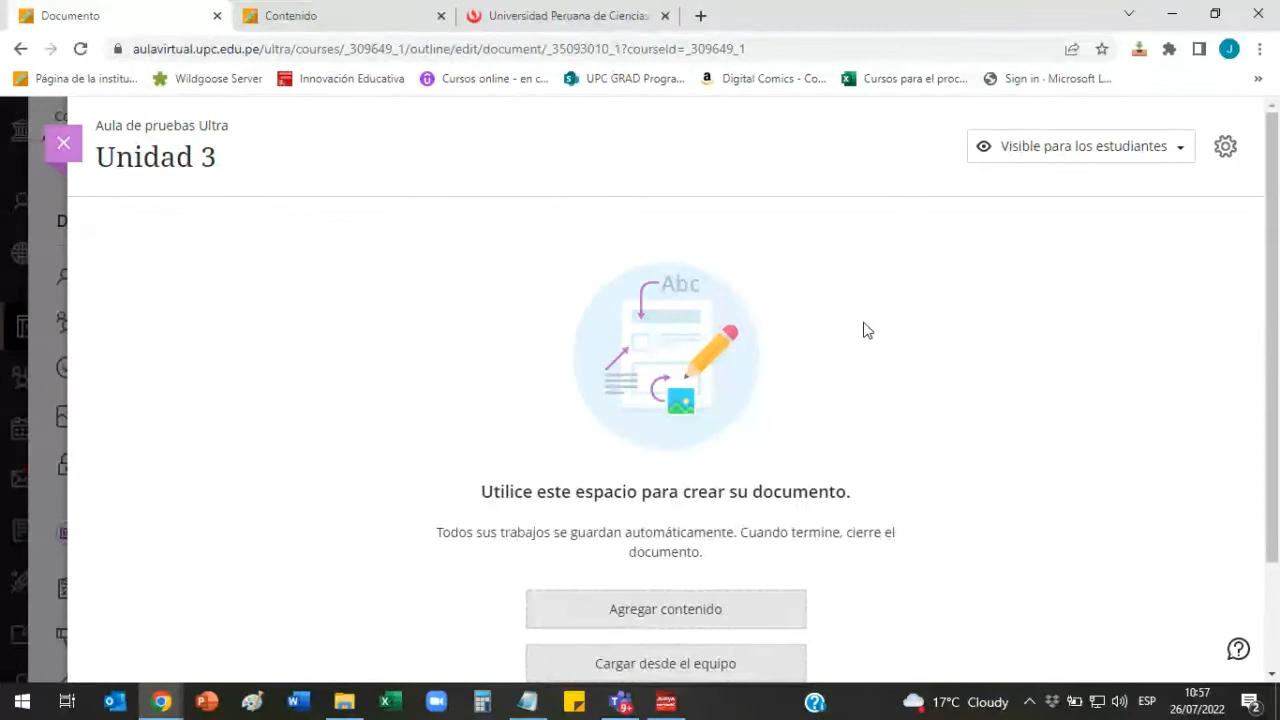 Documento
Contenido
Universidad Peruana de Ciencias
aulavirtual.upc.edu.pe/ultra/courses/_309649_1/outline/edit/document/_35093010_1?courseId=_309649_1
J
Página de la institu...
Wildgoose Server
Innovación Educativa
Cursos online - en c...
UPC GRAD Progra...
Digital Comics - Co...
Cursos para el proc...
Sign in · Microsoft L...
»
Co
Aula de pruebas Ultra
Unidad 3
Visible para los estudiantes
D
Abc
Utilice este espacio para crear su documento.
Todos sus trabajos se guardan automáticamente. Cuando termine, cierre el
documento.
Agregar contenido
Cargar desde el equipo
9+
17°C Cloudy
ESP
10:57
26/07/2022
2